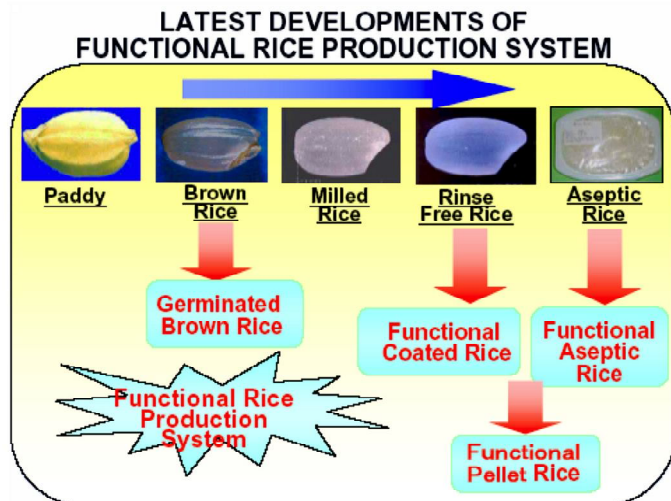 LATEST DEVELOPMENTS OF
FUNCTIONAL RICE PRODUCTION SYSTEM
Paddy
Brown
Rice
Milled
Rice
Rinse
Free Rice
Aseptic
Rice
Germinated
Brown Rice
Functional
Coated Rice
Functional
Aseptic
Rice
Functional Rice
Production
System
Functional
Pellet Rice